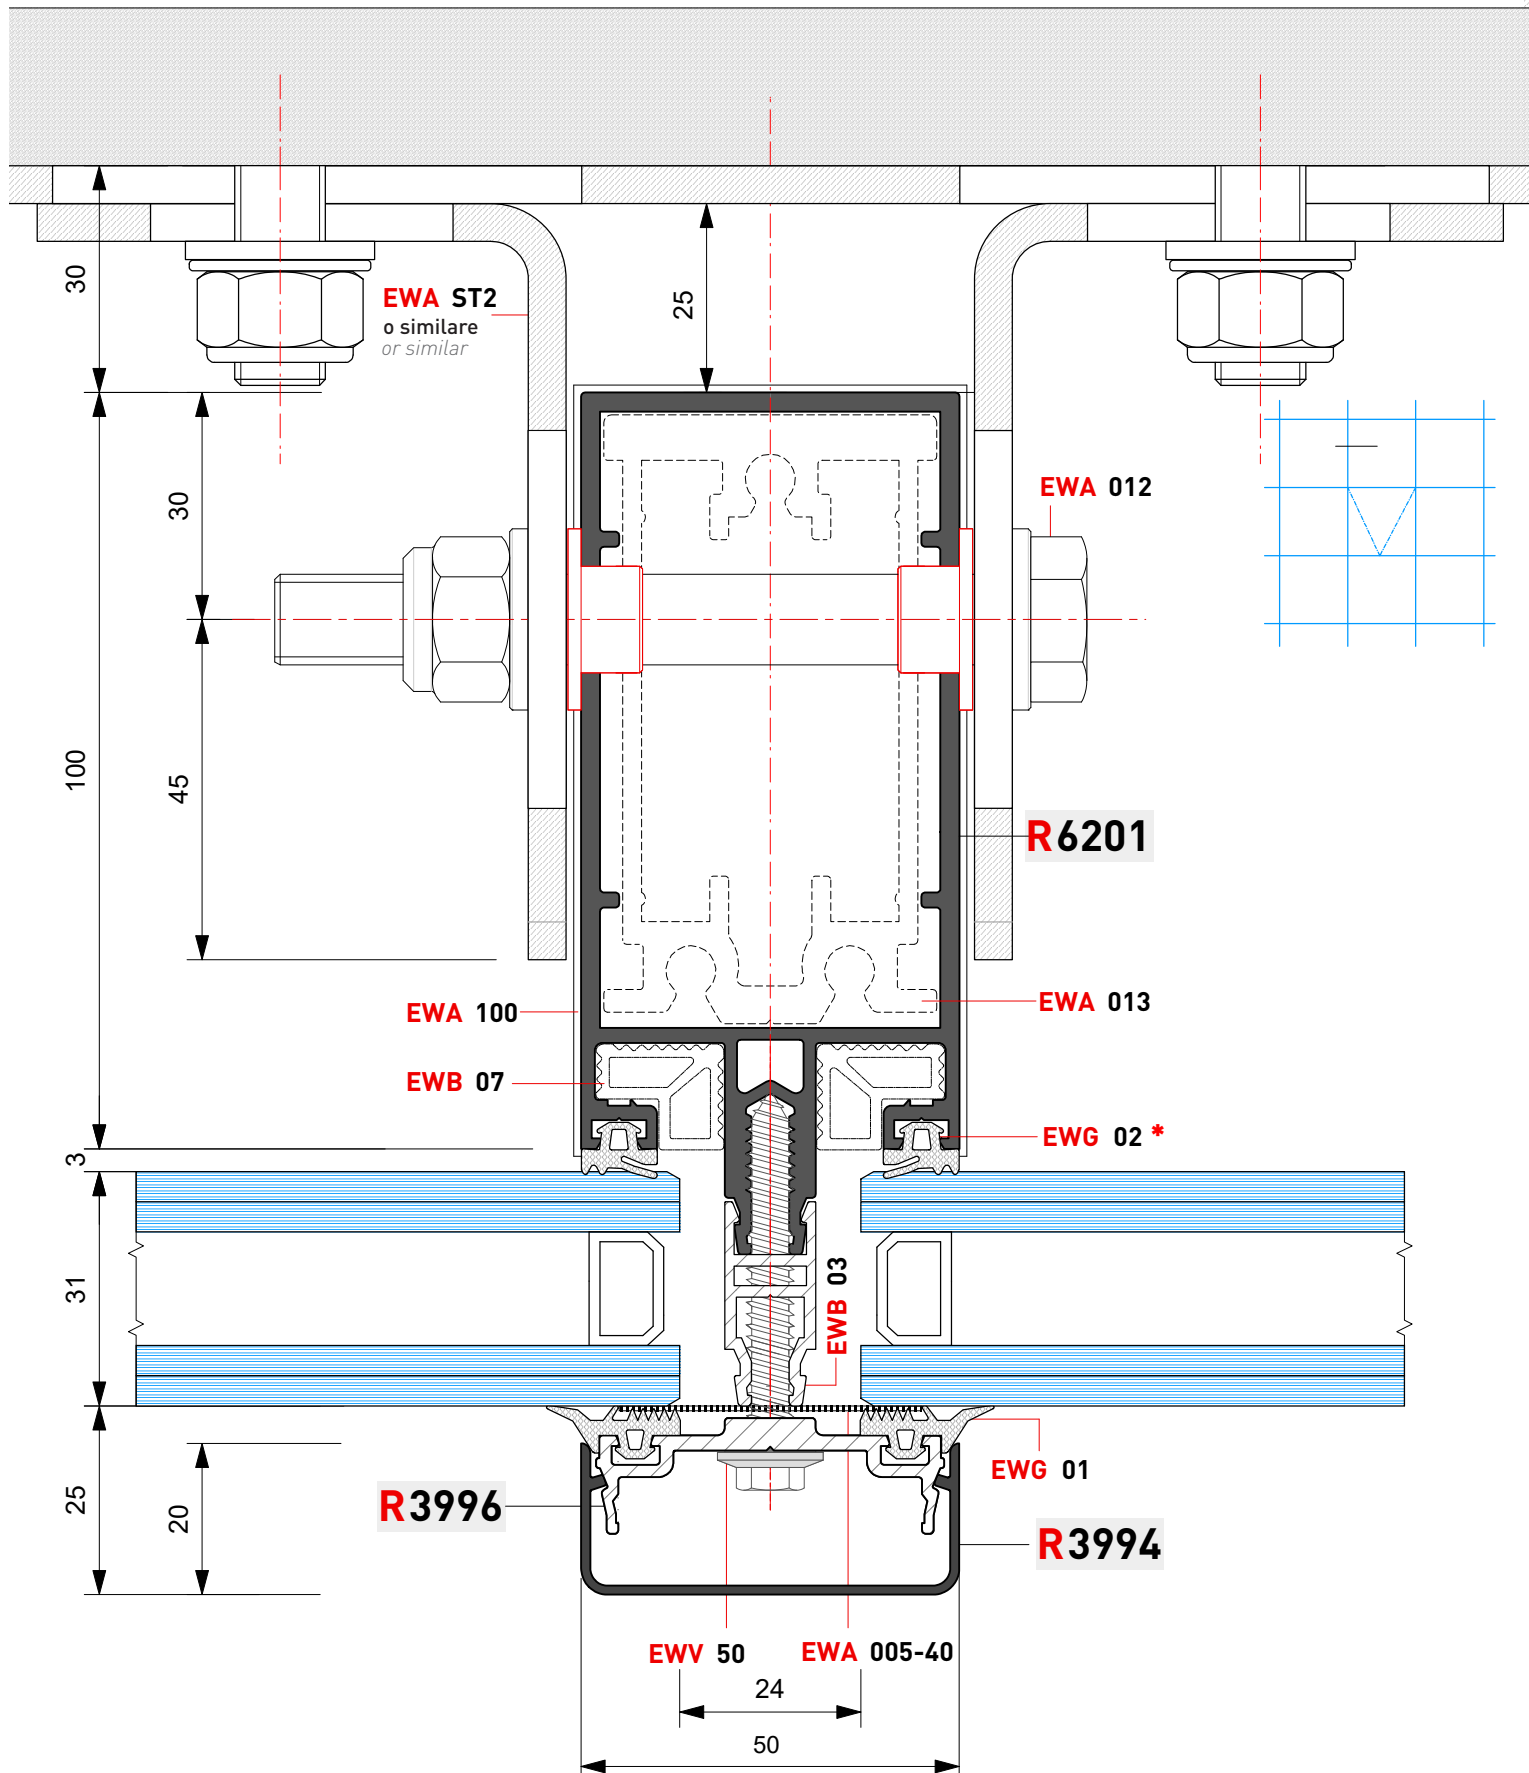 30
EWA ST2
o similare
or similar
25
30
EWA 012
100
45
R6201
EWA 100
EWA 013
EWB 07
EWG 02 *
3
31
EWB 03
25
20
R3996
EWG 01
R3994
EWV 50
EWA 005-40
24
50